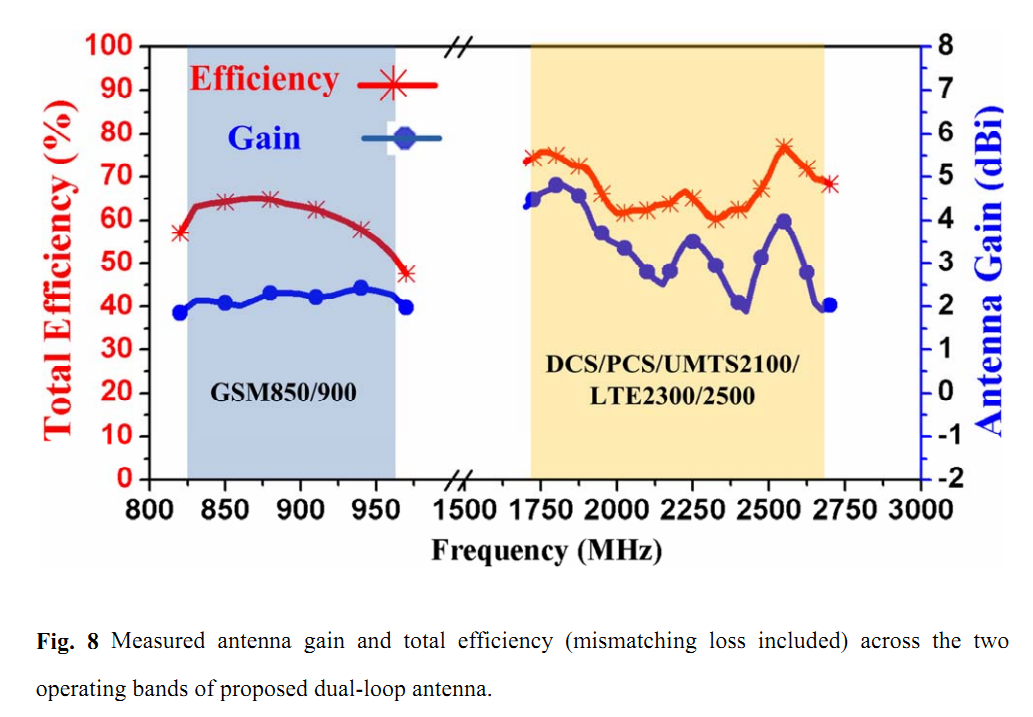 100
90
80
70
60
50
40
30
20
10
0
Total Efficiency (%)
Efficiency
Gain
GSM850/900
DCS/PCS/UMTS2100/
LTE2300/2500
8
7
6
5
4
3
2
1
0
-1
-2
Antenna Gain (dBi)
800 850 900 950 1500 1750 2000 2250 2500 2750 3000
Frequency (MHz)
Fig. 8 Measured antenna gain and total efficiency (mismatching loss included) across the two
operating bands of proposed dual-loop antenna.